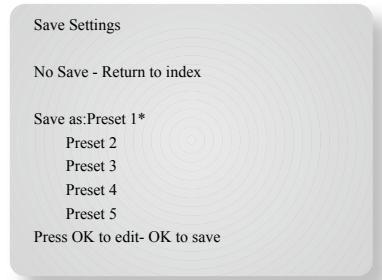 Save Settings
No Save - Return to index
Save as:Preset 1*
Preset 2
Preset 3
Preset 4
Preset 5
Press OK to edit- OK to save